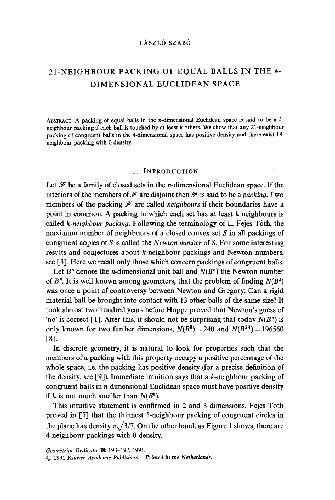 LÁSZLÓ SZABÓ
21-NEIGHBOUR PACKING OF EQUAL BALLS IN THE 4-
DIMENSIONAL SPACE
ABSTRACT. A packing of equal balls in the n-dimensional Euclidean space is said to be a k-
neighbour packing if each ball is touched by at least k others. We show that any 21-neighbour
packing of congruent balls in the 4-dimensional space has positive density and there exist
neighbour packing with 0 density.
1. INTRODUCTION
Let be a family of closed sets in the n-dimensional Euclidean space. If the
interiors of the members of are disjoint then is said to be a packing. Two
members of the packing are called neighbours if their boundaries have a
point in common. A packing in which each set has at least k neighbours is
called k-neighbour packing. Following the terminology of L. Fejes Tóth, the
maximum number of neighbours of a closed convex set S in all packings of
congruent copies of S is called the Newton number of S. For some interesting
results and conjectures about k-neighbour packings and Newton numbers,
see [3]. Here we recall only those which concern packings of congruent balls.
Let Bⁿ denote the n-dimensional unit ball and N(Bⁿ) the Newton number
of Bⁿ. It is well known among geometers, that the problem of finding N(B³)
was once a point of controversy between Newton and Gregory: Can a rigid
material ball be brought into contact with 13 other balls of the same size? It
took almost two hundred years before Hoppe proved that Newton's guess of
'no' is correct [1]. After this, it should not be surprising that today N(Bⁿ) is
only known for two further dimensions, N(B⁸) = 240 and N(B²⁴) = 196560
[8].
In discrete geometry, it is natural to look for properties such that the
members of a packing with this property occupy a positive percentage of the
whole space, i.e. the packing has positive density (for a precise definition of
the density, see [9]). Immediate intuition says that a k-neighbour packing of
congruent balls in n-dimensional Euclidean space must have positive density
if k is not much smaller than N(Bⁿ).
This intuitive statement is confirmed in 2 and 3 dimensions. Fejes Tóth
proved in [5] that the thinnest 5-neighbour packing of congruent circles in
the plane has density π√3/7. On the other hand, as Figure 1 shows, there are
4-neighbour packings with 0 density.
Geometriae Dedicata 1991.
© 1991 Kluwer Academic Publishers. Printed in the Netherlands.